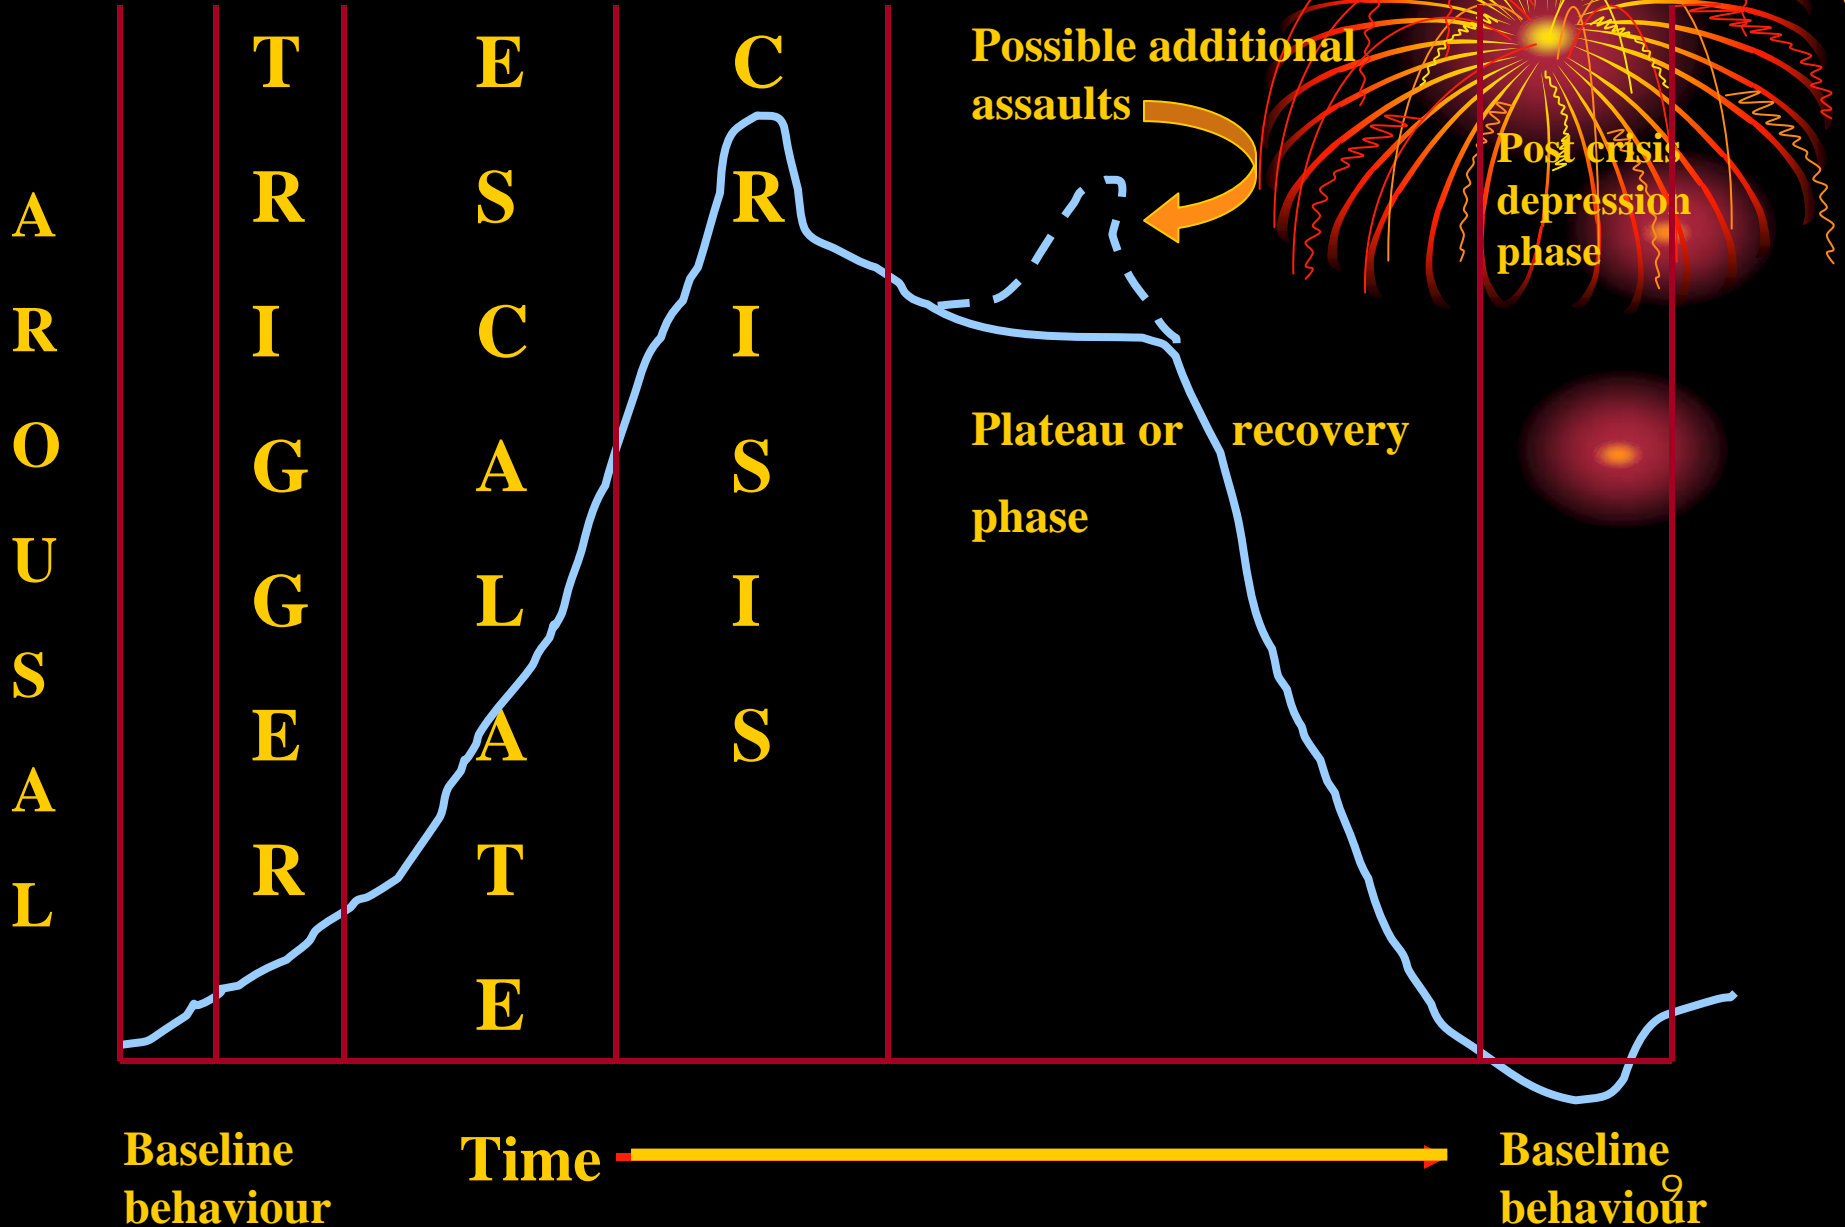 AROUSAL
TRIGGER
ESCALATE
CRISIS
Possible additional
assaults
Post crisis
depression
phase
Plateau or recovery
phase
Baseline
behaviour
Time
Baseline
behaviour
9